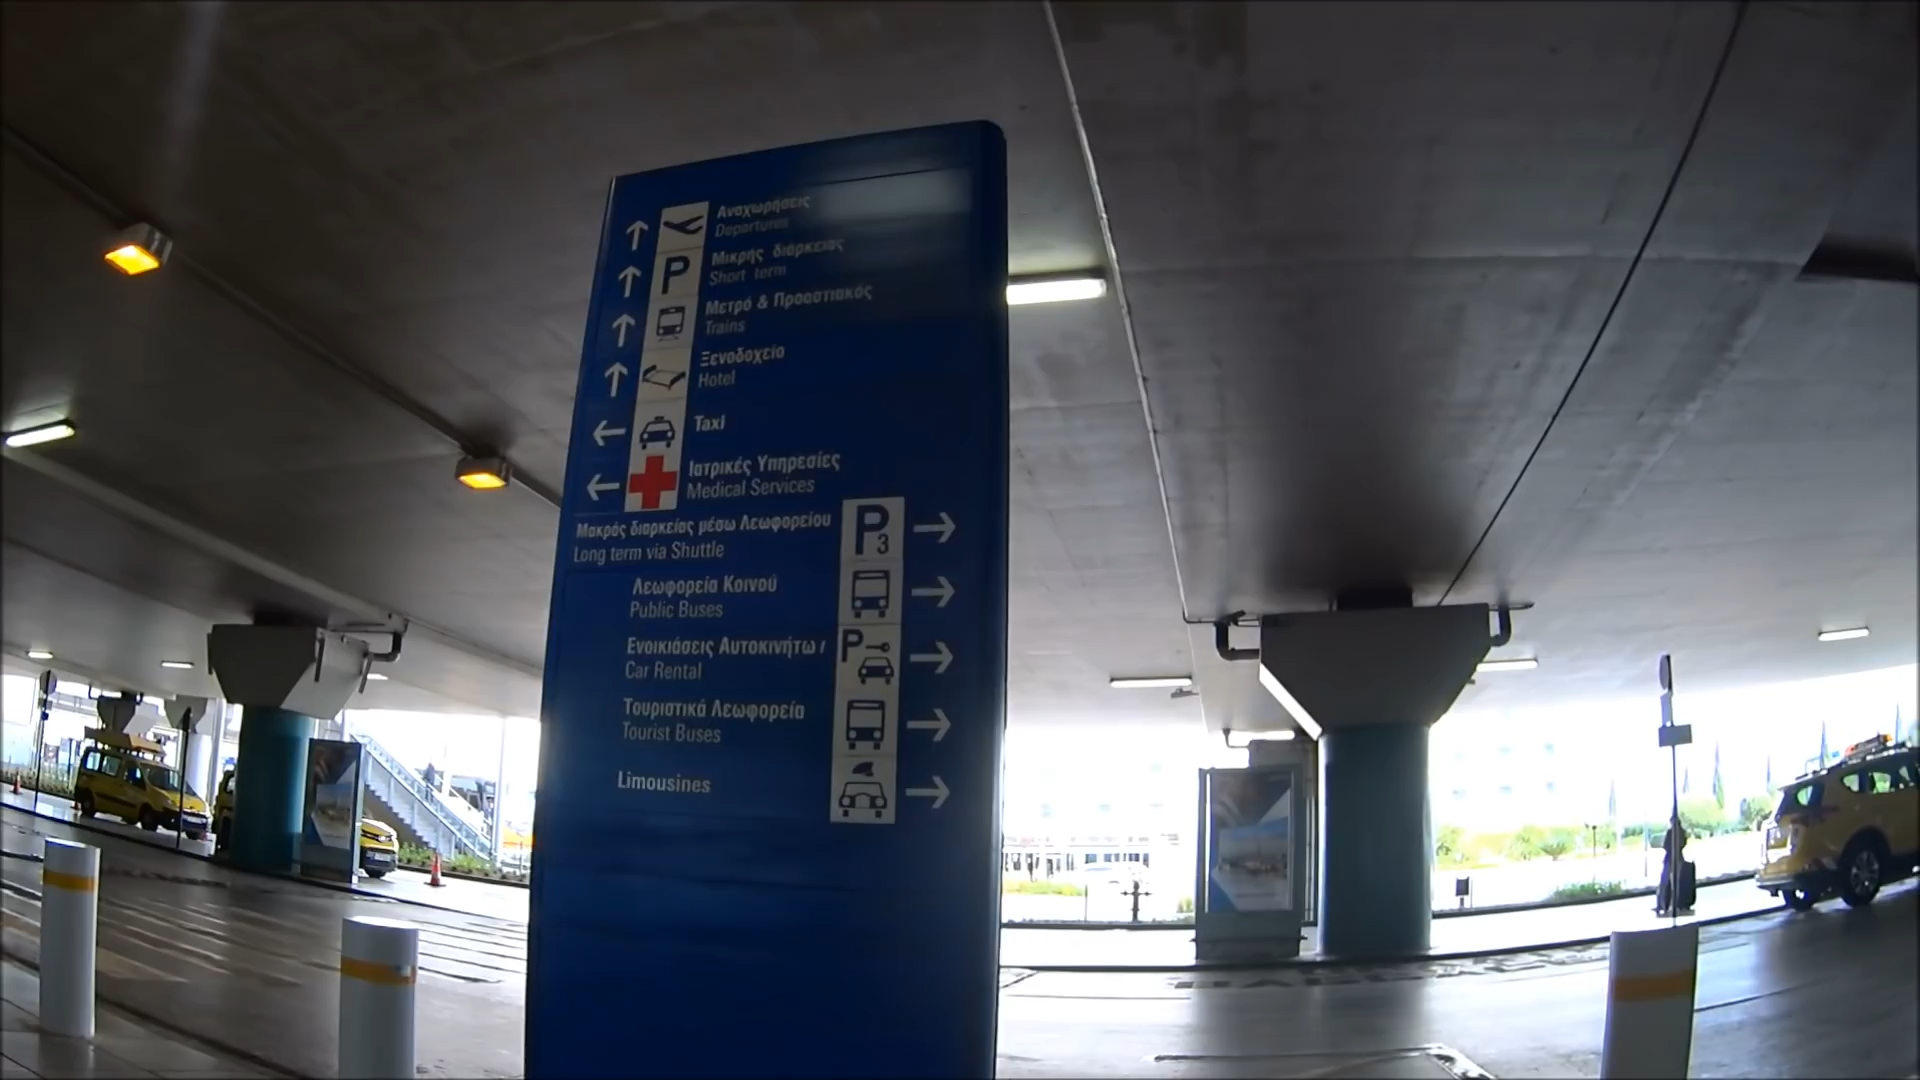 Αναχωρήσεις
Departures
P
Μικρής διάρκειας
Short term
Μετρό & Προαστιακός
Trains
Ξενοδοχείο
Hotel
Taxi
Ιατρικές Υπηρεσίες
Medical Services
Μακράς διαρκείας μέσω Λεωφορείου
Long term via Shuttle
P3
Λεωφορεία Κοινού
Public Buses
Ενοικιάσεις Αυτοκινήτω
Car Rental
P
Τουριστικά Λεωφορεία
Tourist Buses
Limousines